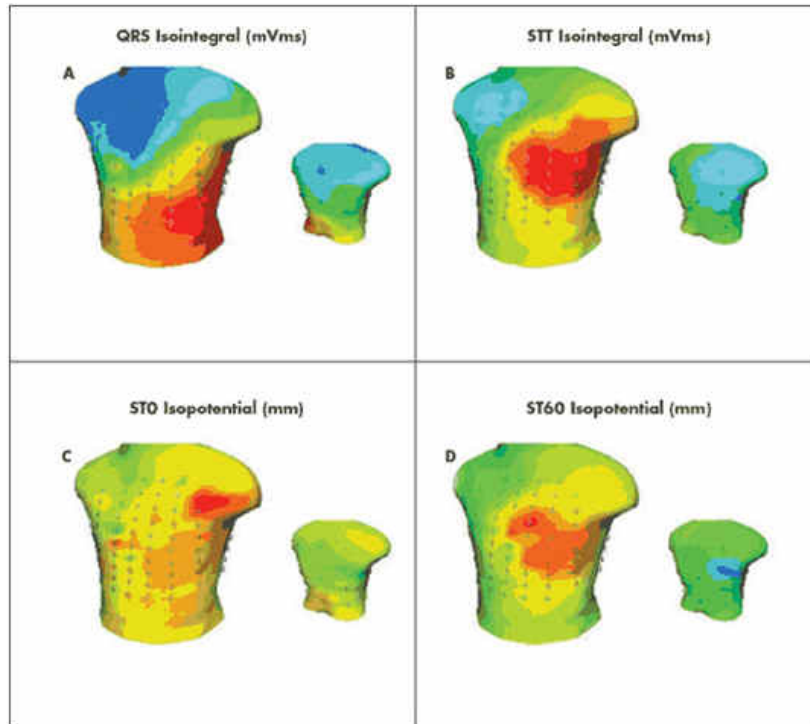 QRS Isointegral (mVms)
A
STT Isointegral (mVms)
B
ST0 Isopotential (mm)
C
ST60 Isopotential (mm)
D